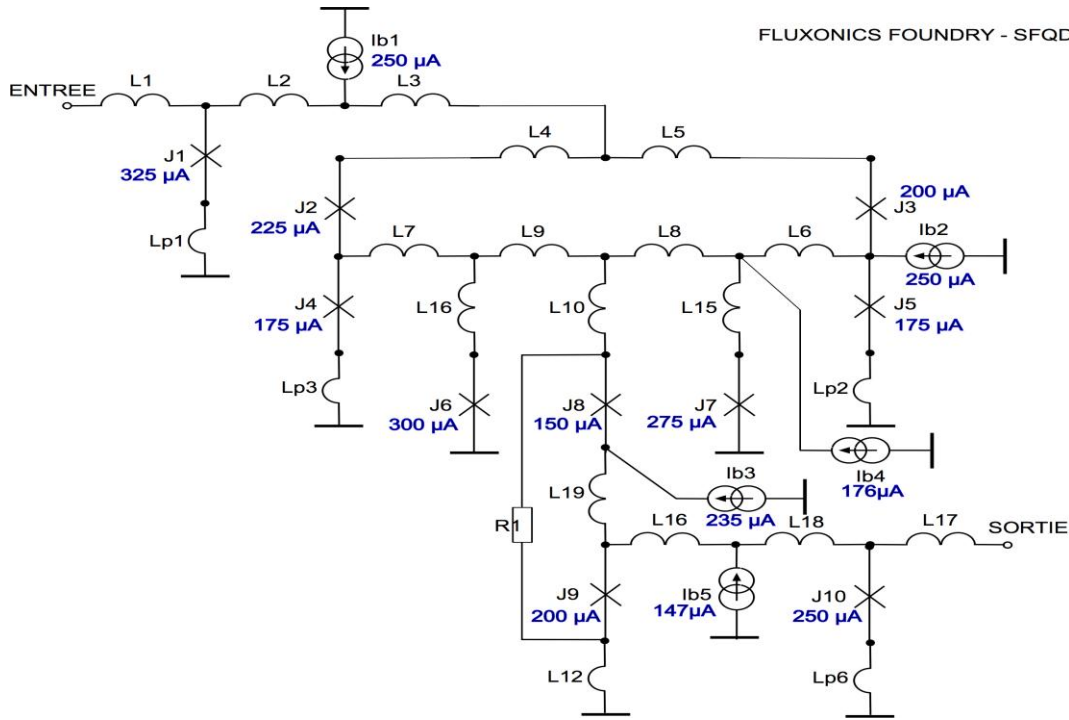 FLUXONICS FOUNDRY - SFQD
Ib1
250 µA
ENTREE
L1
L2
L3
J1
325 µA
Lp1
L4
L5
J2
225 µA
200 µA
J3
Ib2
250 µA
L7
L9
L8
L6
J4
175 µA
L16
L10
L15
J5
175 µA
Lp3
J6
300 µA
J8
150 µA
J7
275 µA
Lp2
Ib4
176µA
L19
Ib3
235 µA
R1
L16
L18
L17
SORTIE
J9
200 µA
Ib5
147µA
J10
250 µA
L12
Lp6